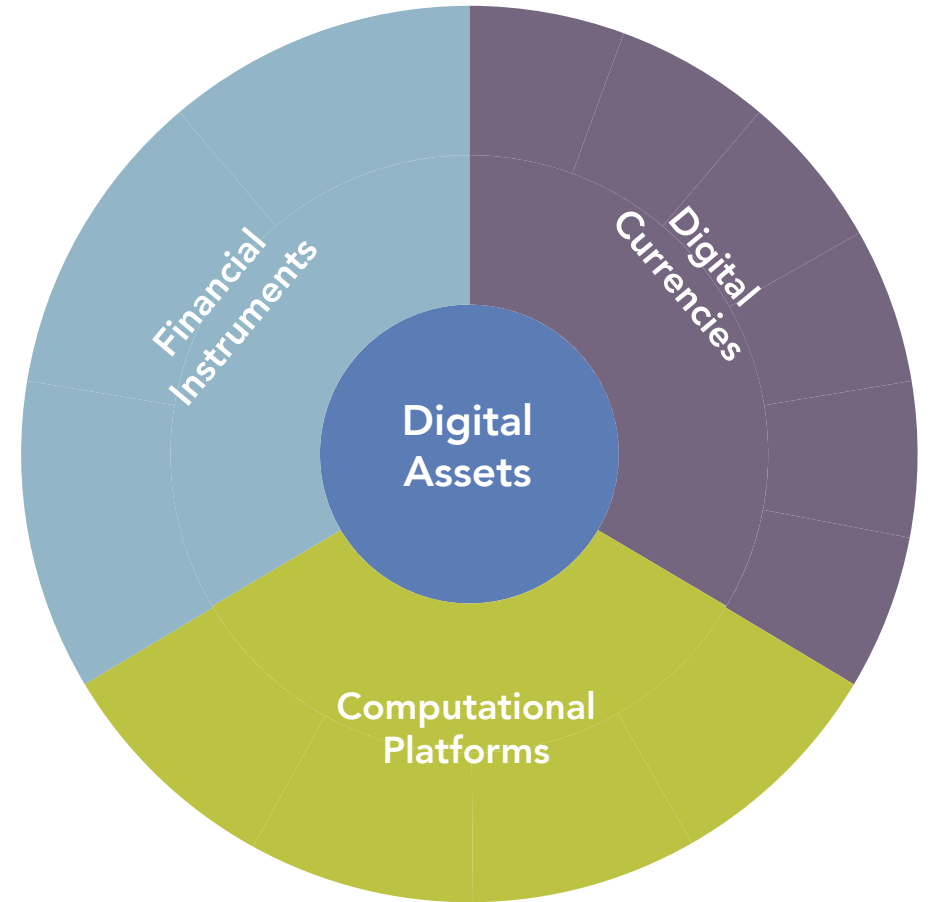 Financial
Instruments
Digital
Currencies
Digital
Assets
Computational
Platforms